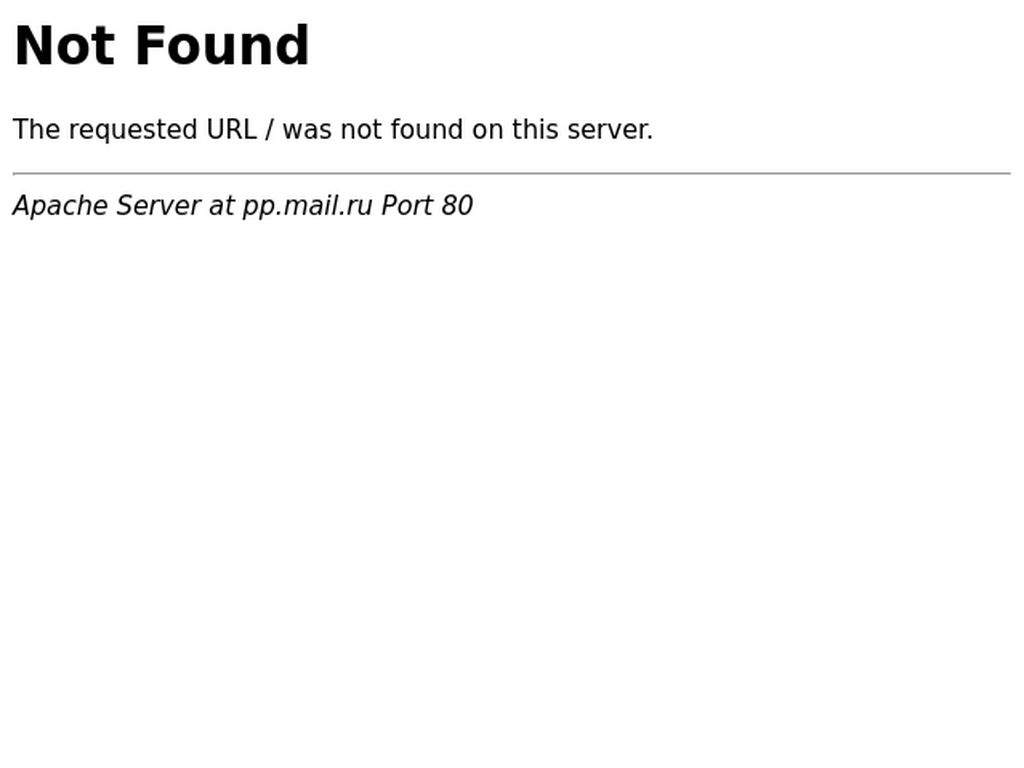 Not Found
The requested URL / was not found on this server.
Apache Server at pp.mail.ru Port 80